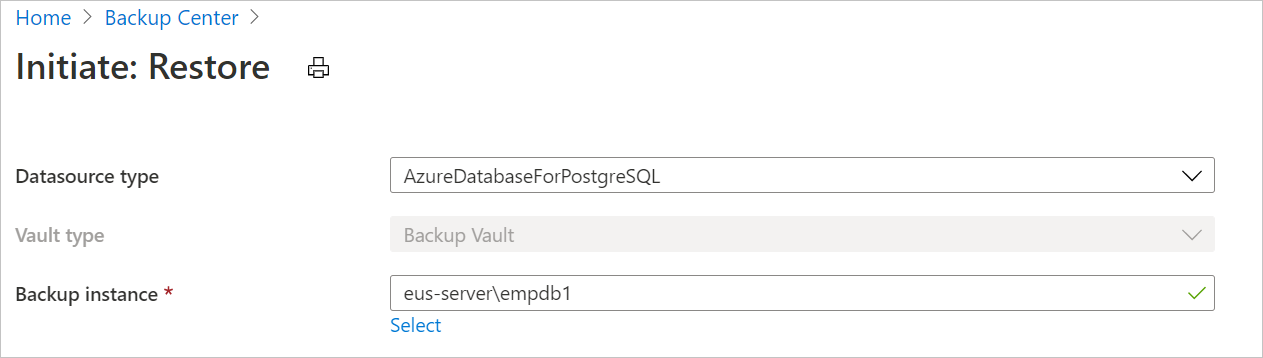 Home > Backup Center >
Initiate: Restore
Datasource type AzureDatabaseForPostgreSQL
Vault type Backup Vault
Backup instance * eus-server\empdb1
Select